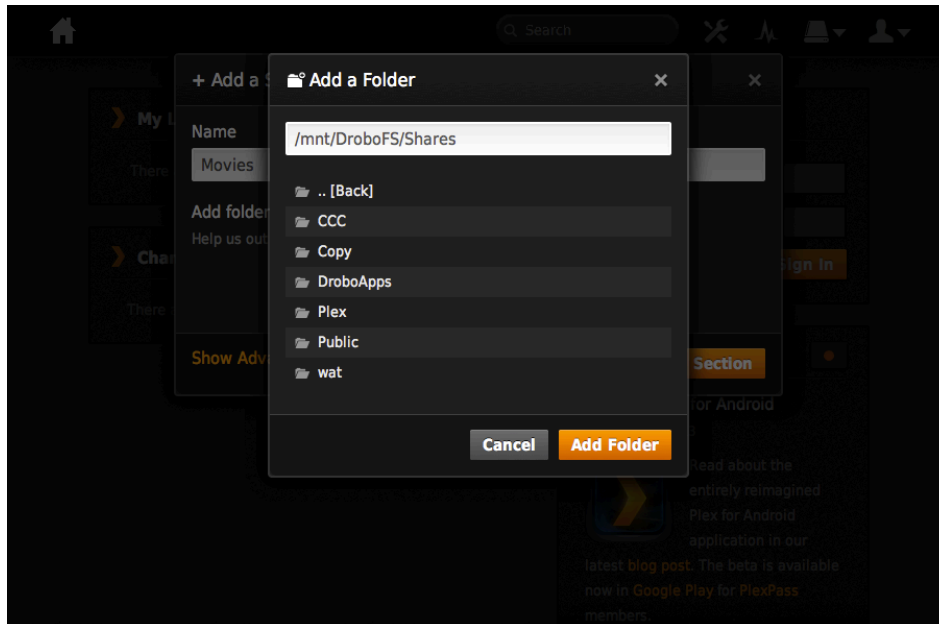 Search
+ Add a S
×
Add a Folder
×
My L
Name
/mnt/DroboFS/Shares
Movies
There
.. [Back]
Add folder
CCC
Help us out
Copy
Char
Sign In
DroboApps
There
Plex
Public
Show Adv
Section
wat
for Android
Cancel
Add Folder
Read about the
entirely reimagined
Plex for Android
application in our
latest blog post. The beta is available
now in Google Play for PlexPass
members.